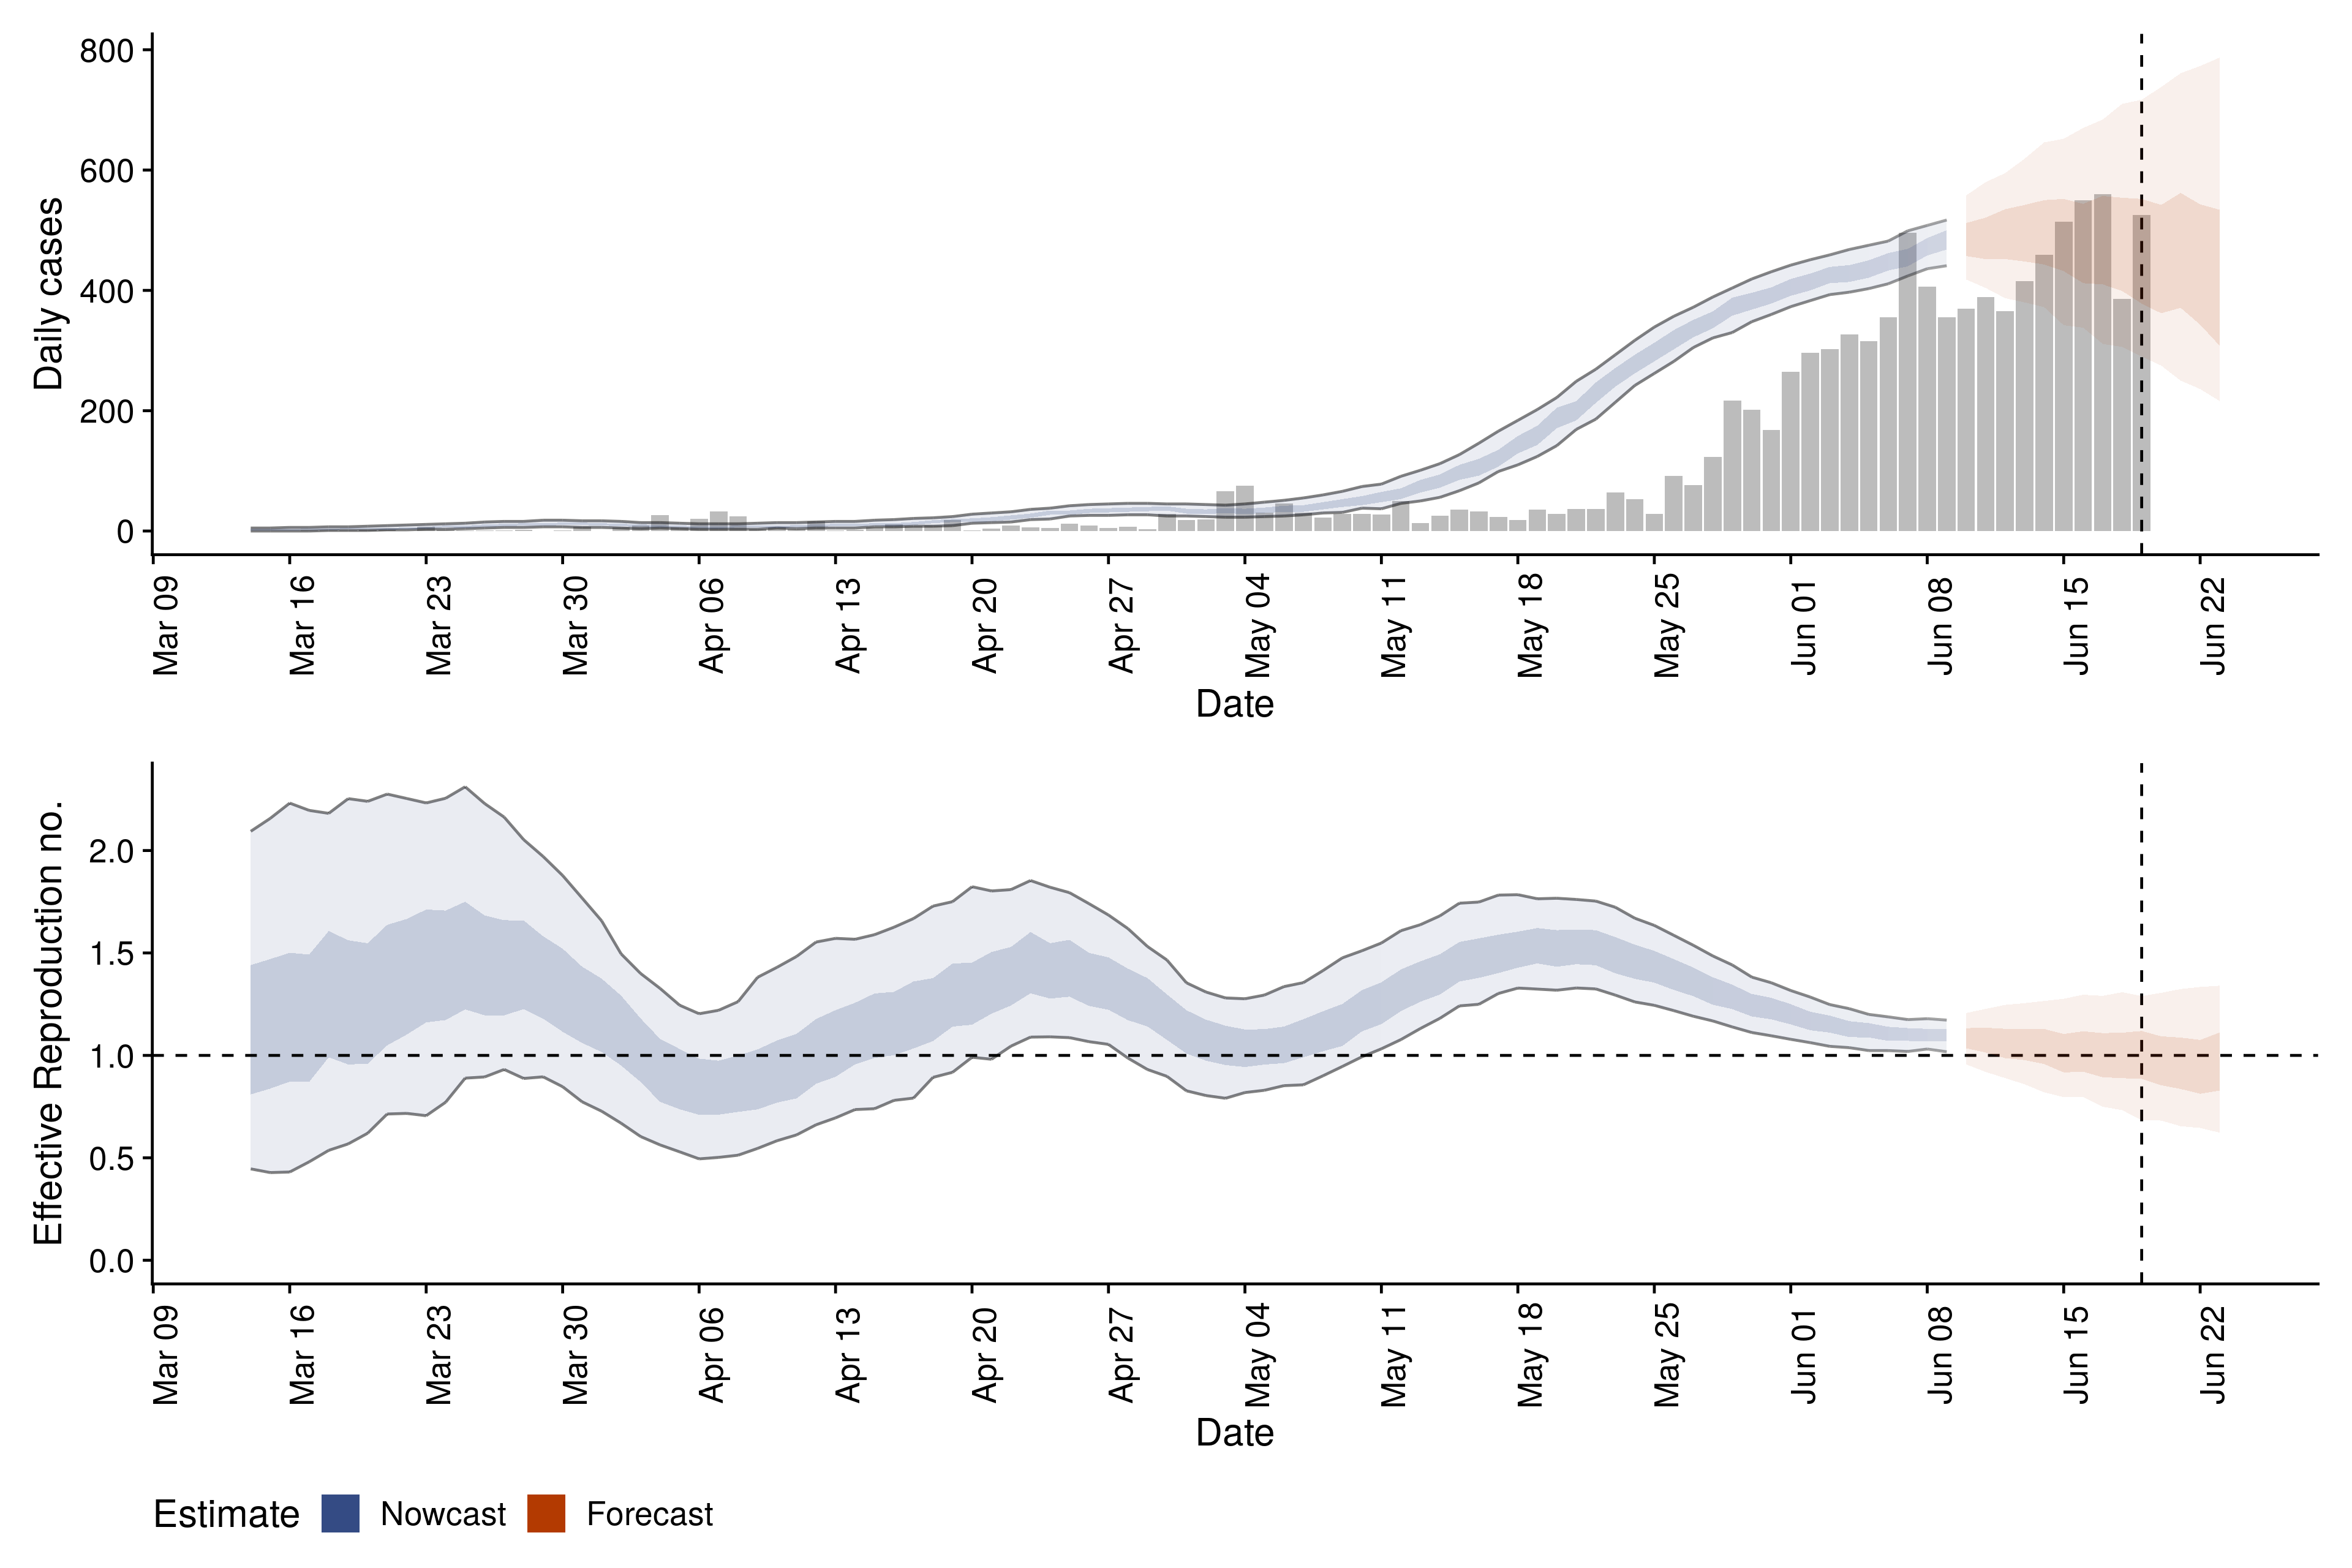 800
600
400
200
0
Daily cases
Mar 09 Mar 16 Mar 23 Mar 30 Apr 06 Apr 13 Apr 20 Apr 27 May 04 May 11 May 18 May 25 Jun 01 Jun 08 Jun 15 Jun 22
Date
2.0
1.5
1.0
0.5
0.0
Effective Reproduction no.
Mar 09 Mar 16 Mar 23 Mar 30 Apr 06 Apr 13 Apr 20 Apr 27 May 04 May 11 May 18 May 25 Jun 01 Jun 08 Jun 15 Jun 22
Date
Estimate Nowcast Forecast